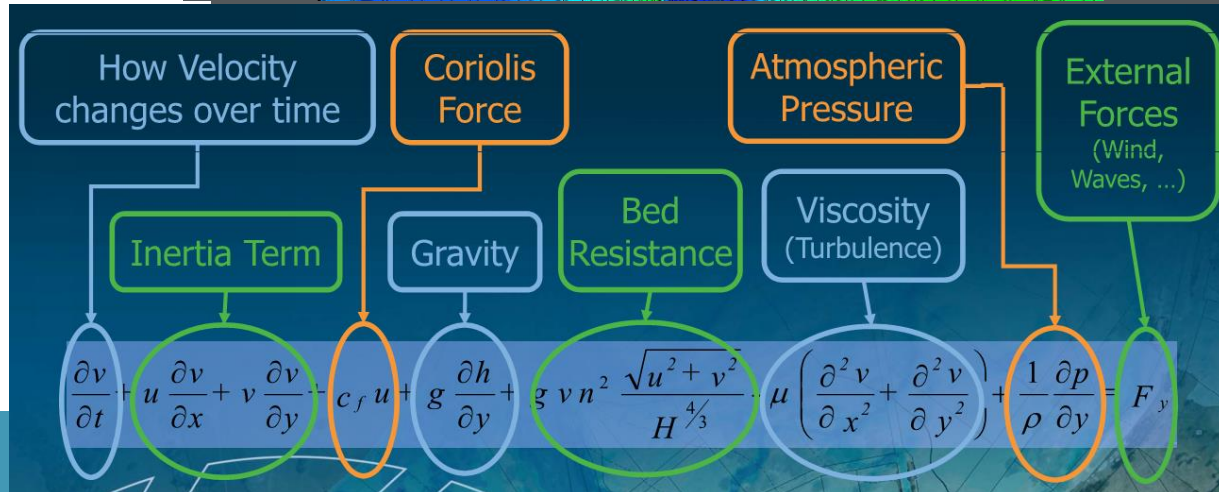 How Velocity
changes over time
Coriolis
Force
Atmospheric
Pressure
External
Forces
(Wind,
Waves, ...)
Inertia Term
Gravity
Bed
Resistance
Viscosity
(Turbulence)
∂v/∂t + u ∂v/∂x + v ∂v/∂y + c_f u + g ∂h/∂y + g v n² √(u² + v²) / H^(4/3) - μ (∂²v/∂x² + ∂²v/∂y²) + 1/ρ ∂p/∂y = F_y